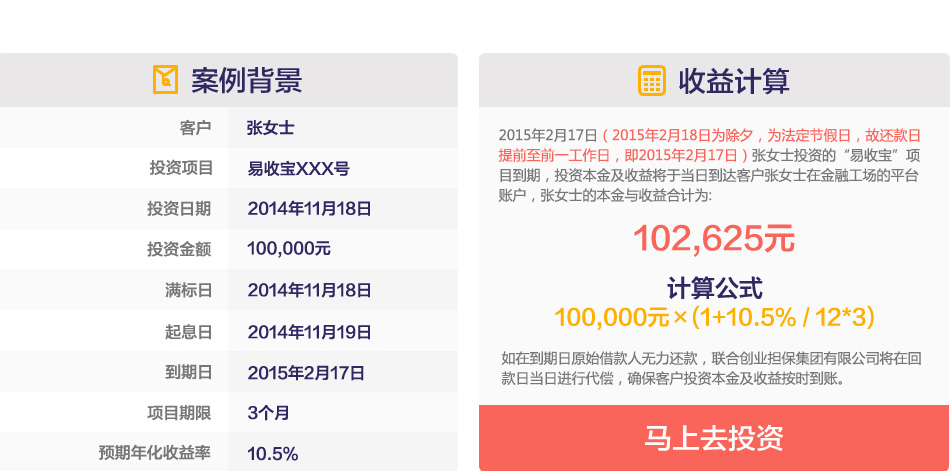 案例背景
客户 张女士
投资项目 易收宝XXX号
投资日期 2014年11月18日
投资金额 100,000元
满标日 2014年11月18日
起息日 2014年11月19日
到期日 2015年2月17日
项目期限 3个月
预期年化收益率 10.5%
收益计算
2015年2月17日（2015年2月18日为除夕，为法定节假日，故还款日
提前至前一工作日，即2015年2月17日）张女士投资的“易收宝”项
目到期，投资本金及收益将于当日到达客户张女士在金融工场的平台
账户，张女士的本金与收益合计为:
102,625元
计算公式
100,000元×(1+10.5% / 12*3)
如在到期日原始借款人无力还款，联合创业担保集团有限公司将在回
款日当日进行代偿，确保客户投资本金及收益按时到账。
马上去投资